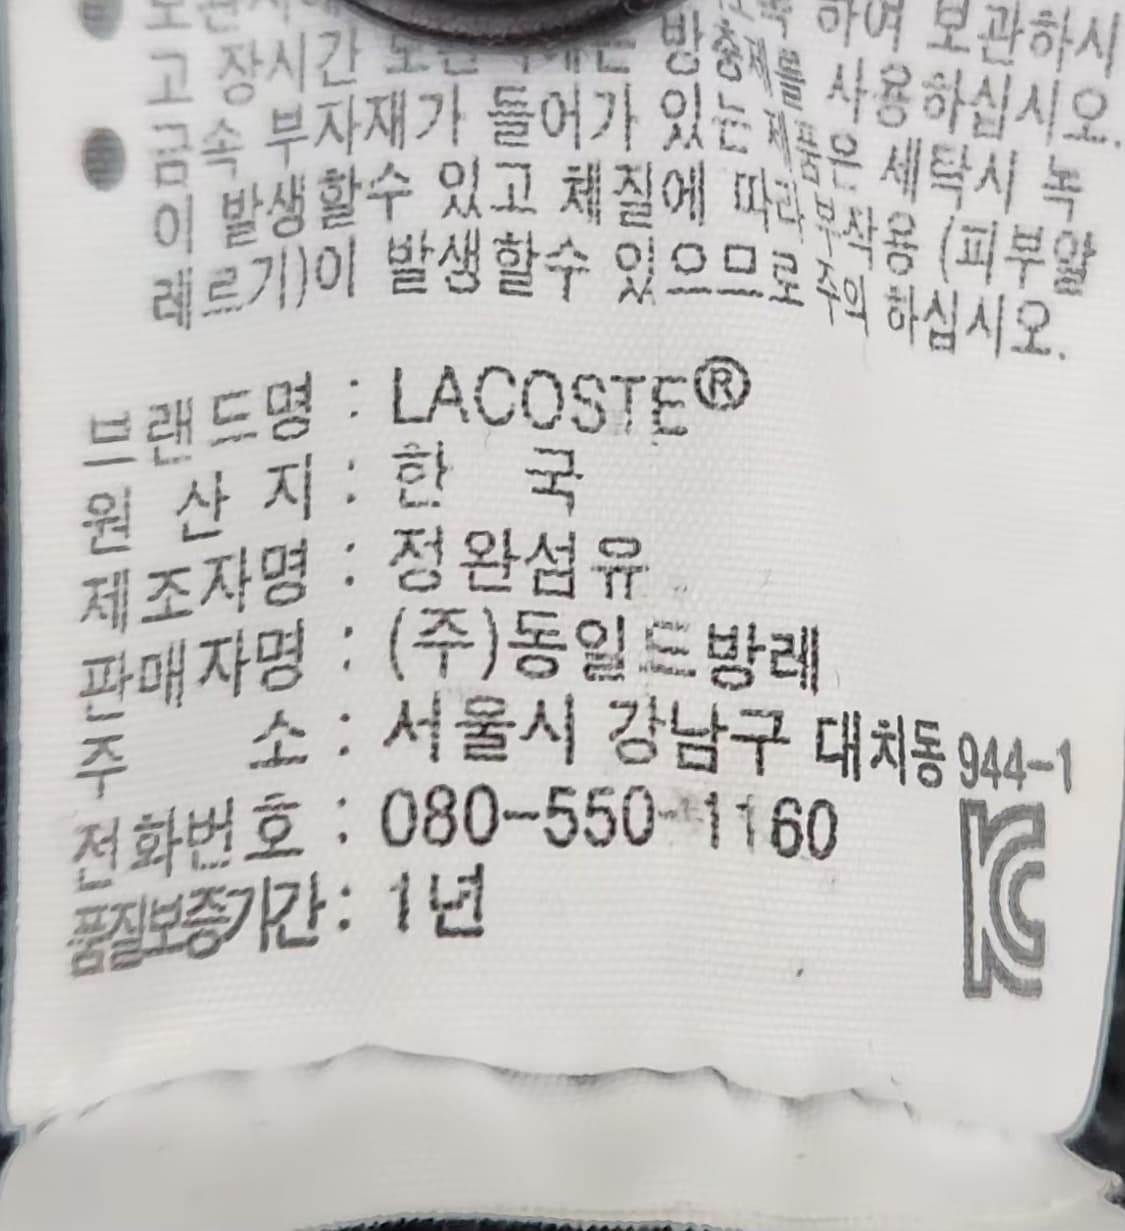 하여 보관하시
고 장시간 보관시에는 방충제를 사용하십시오.
금속 부자재가 들어가 있는 제품은 세탁시 녹
이 발생할수 있고 체질에 따라 부작용 (피부알
레르기)이 발생할수 있으므로 주의 하십시오.
브랜드명 : LACOSTE®
원 산 지 : 한 국
제조자명 : 정완섬유
판매자명 : (주)동일드방레
주 소 : 서울시 강남구 대치동 944-1
전화번호 : 080-550-1160
품질보증기간 : 1년